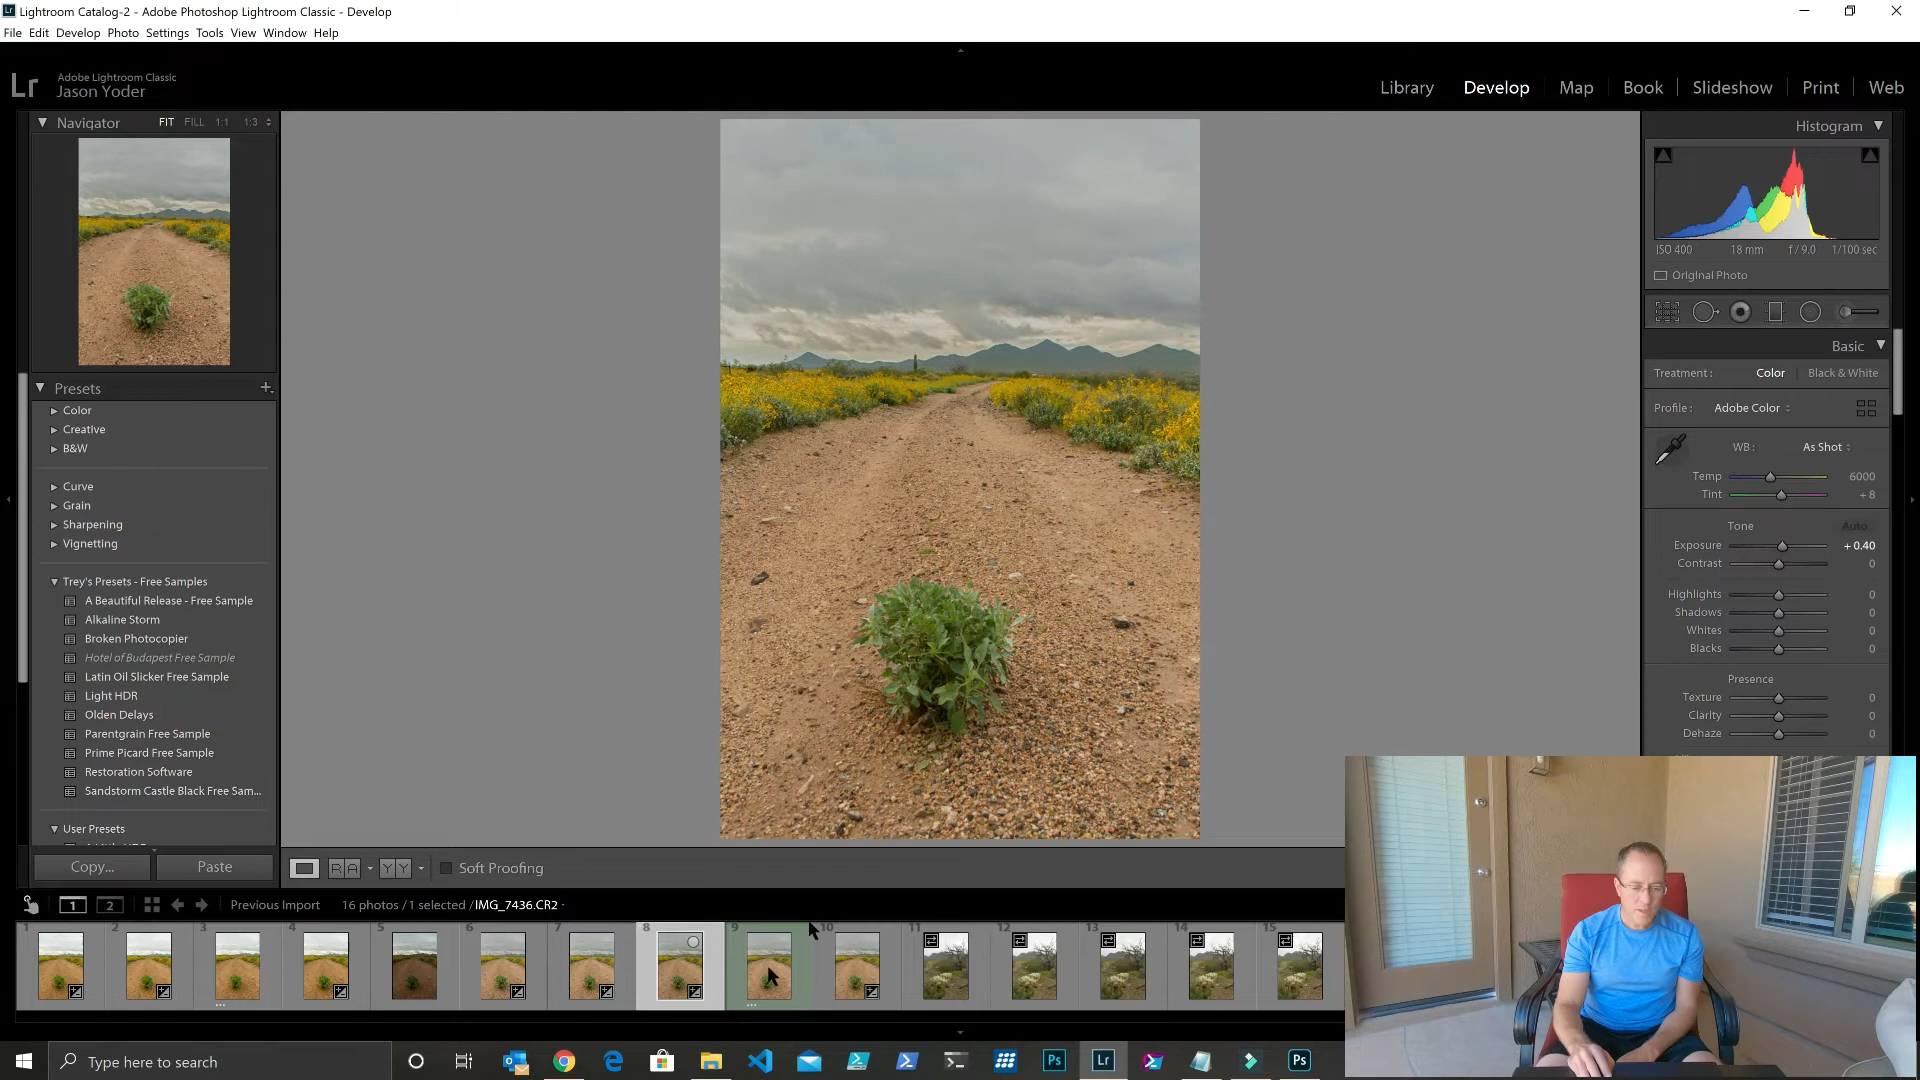 Lr Lightroom Catalog-2 - Adobe Photoshop Lightroom Classic - Develop
File Edit Develop Photo Settings Tools View Window Help
Lr Adobe Lightroom Classic
Jason Yoder
Library Develop Map Book Slideshow Print Web
Navigator FIT FILL 1:1 1:3
Histogram
ISO 400 18 mm f / 9.0 1/100 sec
Original Photo
Basic
Treatment : Color Black & White
Profile : Adobe Color
WB : As Shot
Temp 6000
Tint + 8
Tone Auto
Exposure + 0.40
Contrast 0
Highlights 0
Shadows 0
Whites 0
Blacks 0
Presence
Texture 0
Clarity 0
Dehaze 0
Presets
Color
Creative
B&W
Curve
Grain
Sharpening
Vignetting
Trey's Presets - Free Samples
A Beautiful Release - Free Sample
Alkaline Storm
Broken Photocopier
Hotel of Budapest Free Sample
Latin Oil Slicker Free Sample
Light HDR
Olden Delays
Parentgrain Free Sample
Prime Picard Free Sample
Restoration Software
Sandstorm Castle Black Free Sam...
User Presets
Copy... Paste
R A Y Y Soft Proofing
1 2 Previous Import 16 photos / 1 selected / IMG_7436.CR2
1 2 3 4 5 6 7 8 9 10 11 12 13 14 15
Type here to search
Ps Lr Ps